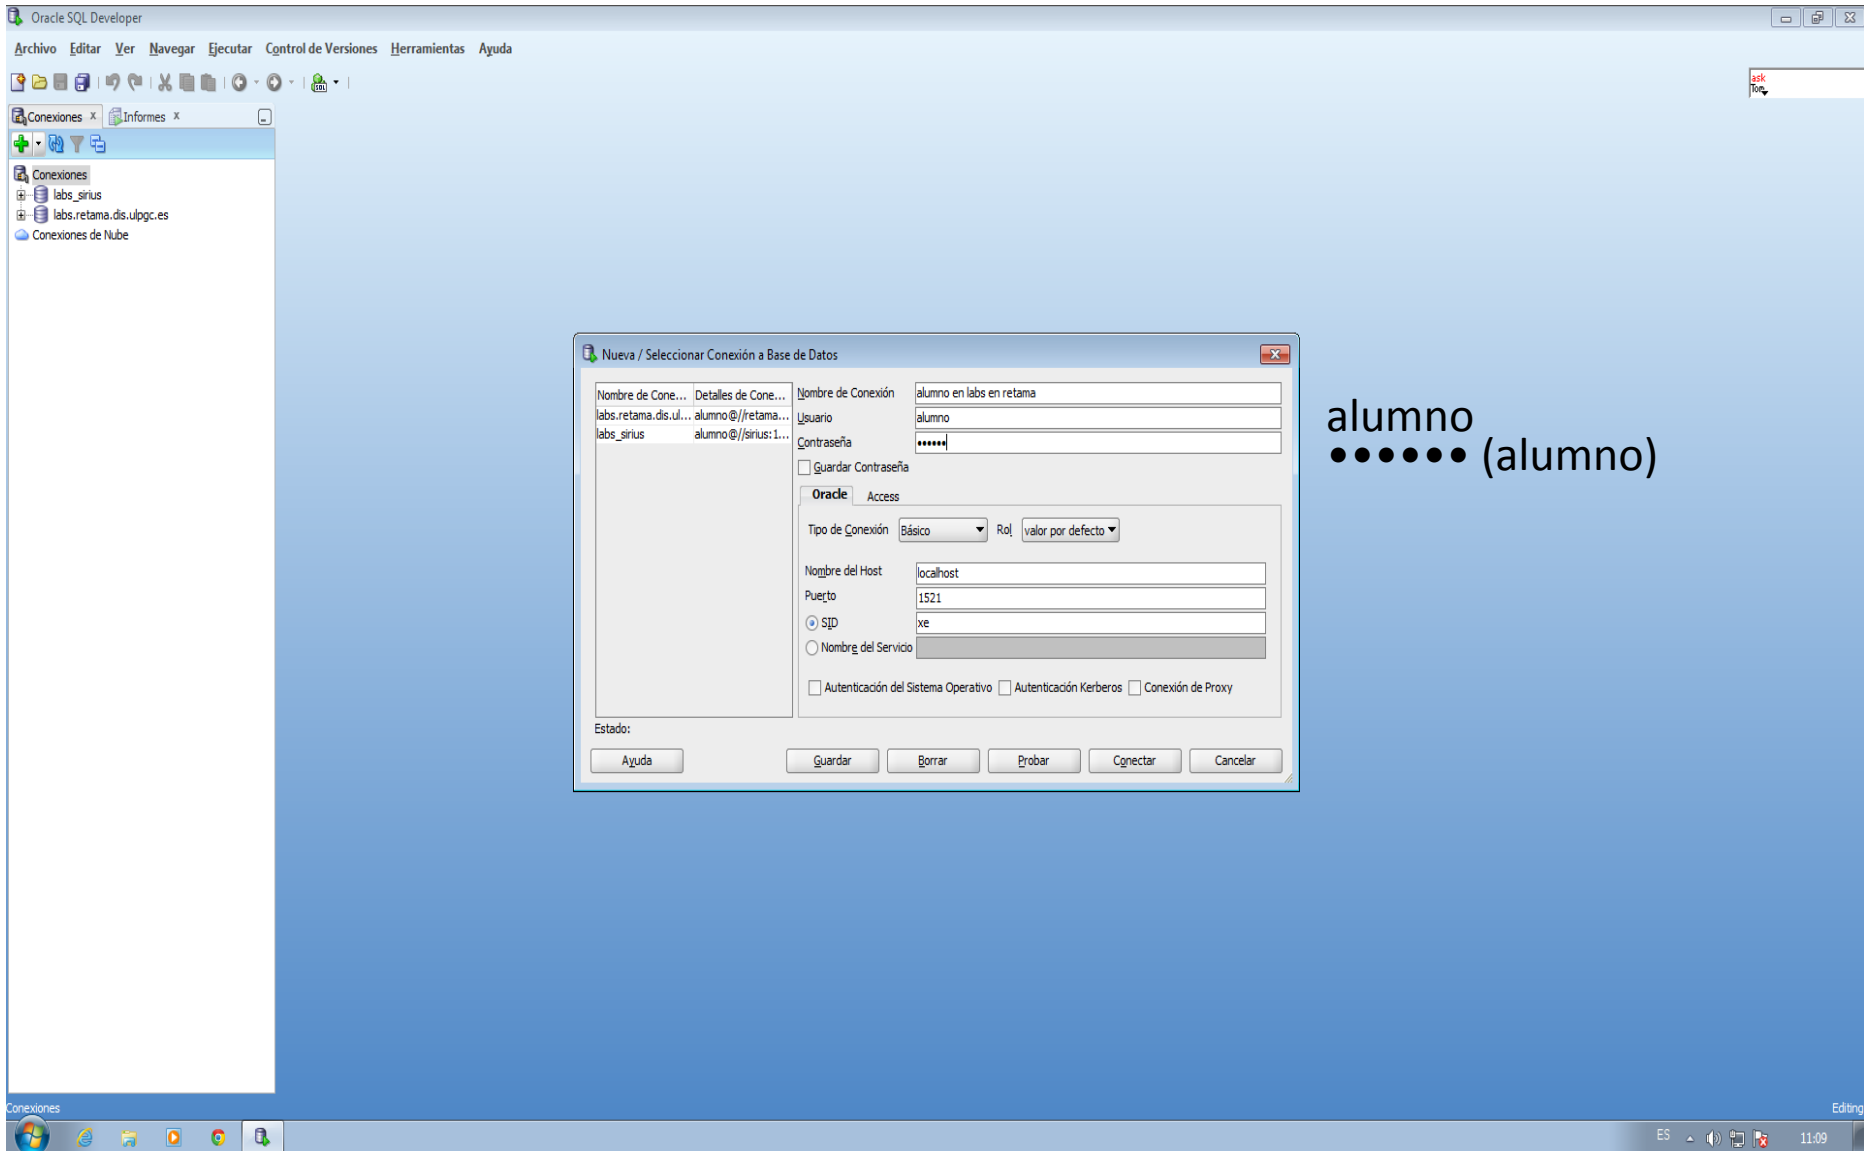 Oracle SQL Developer
Archivo Editar Ver Navegar Ejecutar Control de Versiones Herramientas Ayuda
SQL
ask
Tom
Conexiones x Informes x
Conexiones
labs_sirius
labs.retama.dis.ulpgc.es
Conexiones de Nube
Nueva / Seleccionar Conexión a Base de Datos
Nombre de Cone... Detalles de Cone...
labs.retama.dis.ul... alumno@//retama...
labs_sirius alumno@//sirius:1...
Nombre de Conexión alumno en labs en retama
Usuario alumno
Contraseña ••••••
Guardar Contraseña
Oracle Access
Tipo de Conexión Básico Rol valor por defecto
Nombre del Host localhost
Puerto 1521
SID xe
Nombre del Servicio
Autenticación del Sistema Operativo Autenticación Kerberos Conexión de Proxy
Estado:
Ayuda Guardar Borrar Probar Conectar Cancelar
alumno
•••••• (alumno)
Conexiones Editing
ES 11:09